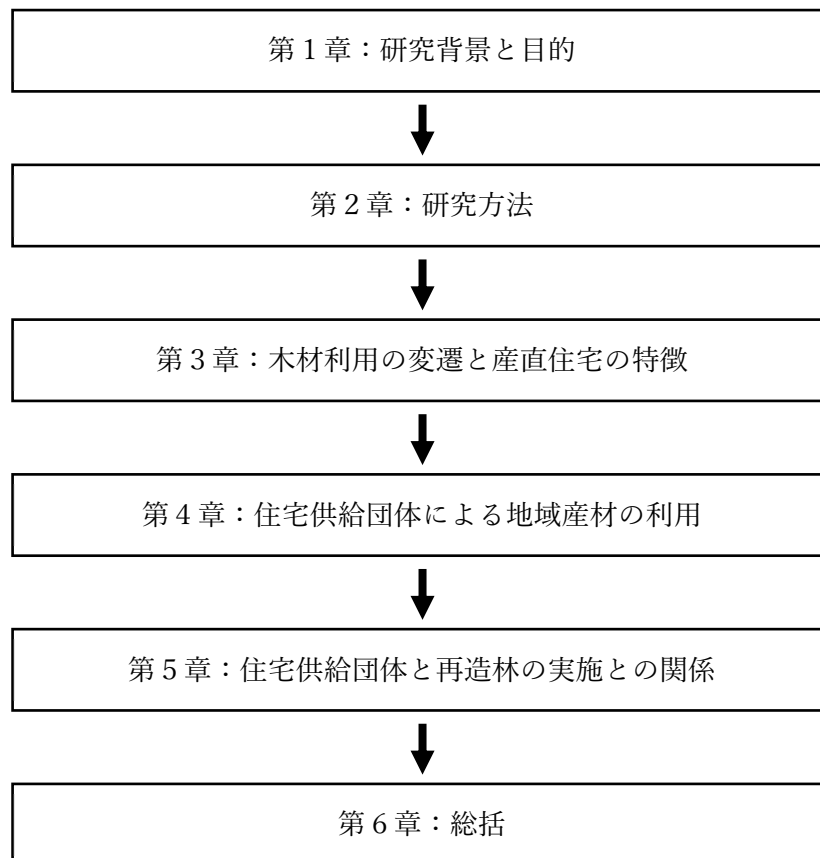 第１章：研究背景と目的
第２章：研究方法
第３章：木材利用の変遷と産直住宅の特徴
第４章：住宅供給団体による地域産材の利用
第５章：住宅供給団体と再造林の実施との関係
第６章：総括